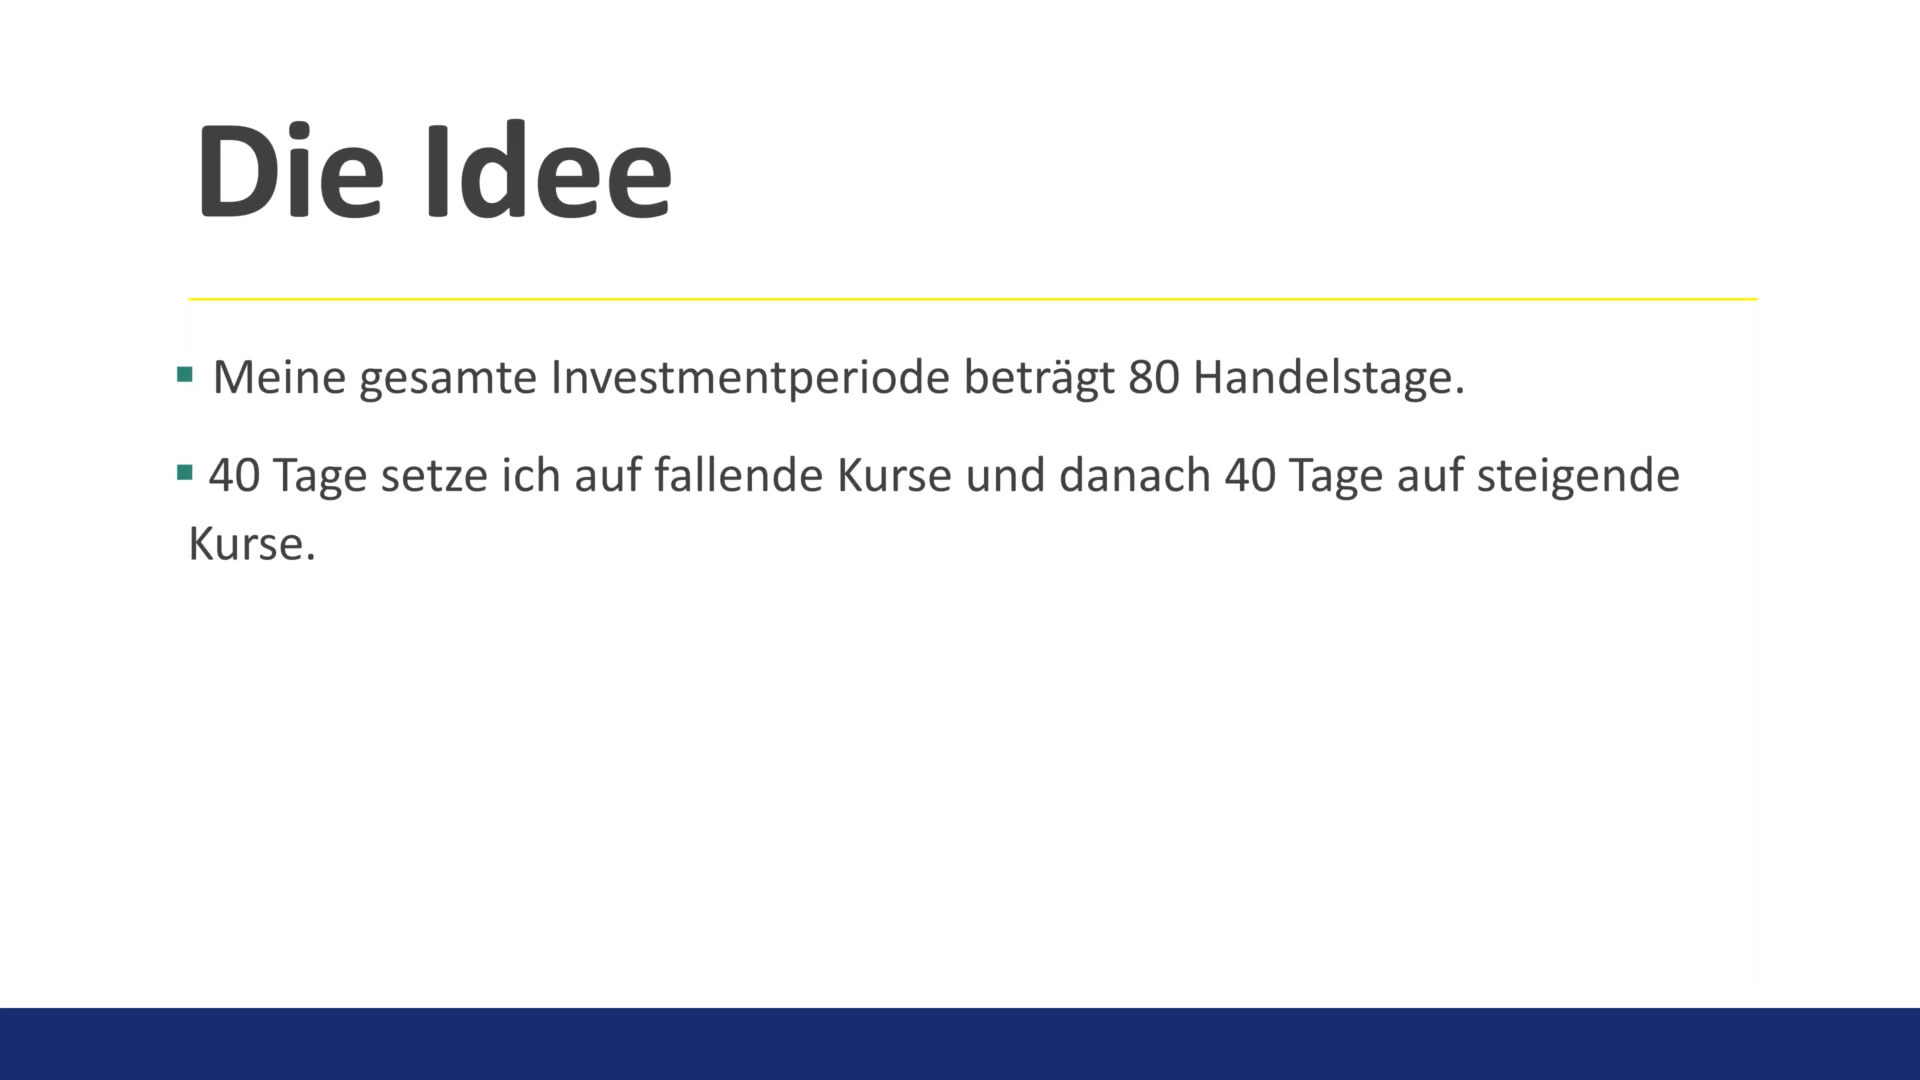 Die Idee
▪ Meine gesamte Investmentperiode beträgt 80 Handelstage.
▪ 40 Tage setze ich auf fallende Kurse und danach 40 Tage auf steigende
Kurse.